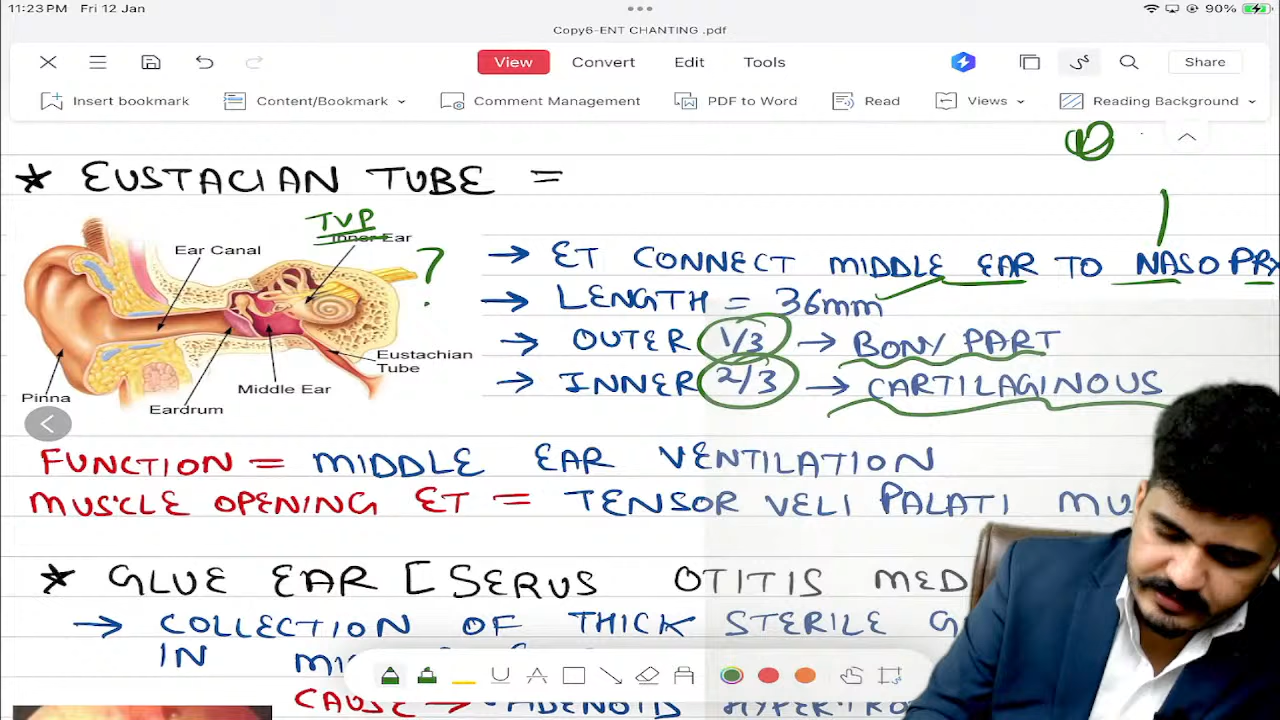 11:23 PM Fri 12 Jan
90%
Copy6-ENT CHANTING .pdf
View Convert Edit Tools Share
Insert bookmark Content/Bookmark Comment Management PDF to Word Read Views Reading Background
★ EUSTACIAN TUBE =
TVP
Inner Ear
Ear Canal
?
Eustachian
Tube
Middle Ear
Pinna
Eardrum
→ ET CONNECT MIDDLE EAR TO NASOPRX
→ LENGTH = 36mm
→ OUTER 1/3 → BONY PART
→ INNER 2/3 → CARTILAGINOUS
FUNCTION = MIDDLE EAR VENTILATION
MUSCLE OPENING ET = TENSOR VELI PALATI MU
★ GLUE EAR [SERUS OTITIS MED
→ COLLECTION OF THICK STERILE G
IN
CAUSE → ADENOIS HYPERTRO